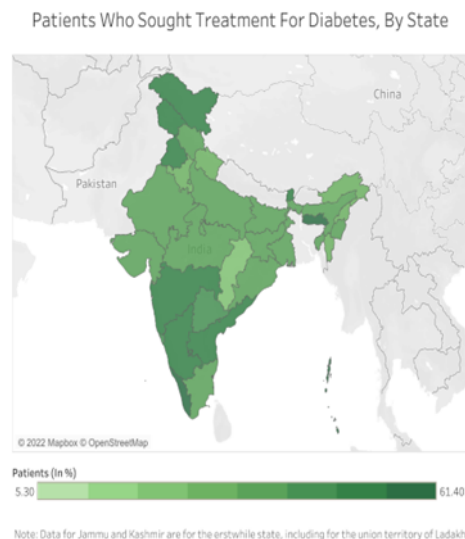 Patients Who Sought Treatment For Diabetes, By State
China
Pakistan
India
© 2022 Mapbox © OpenStreetMap
Patients (In %)
5.30 61.40
Note: Data for Jammu and Kashmir are for the erstwhile state, including for the union territory of Ladakh